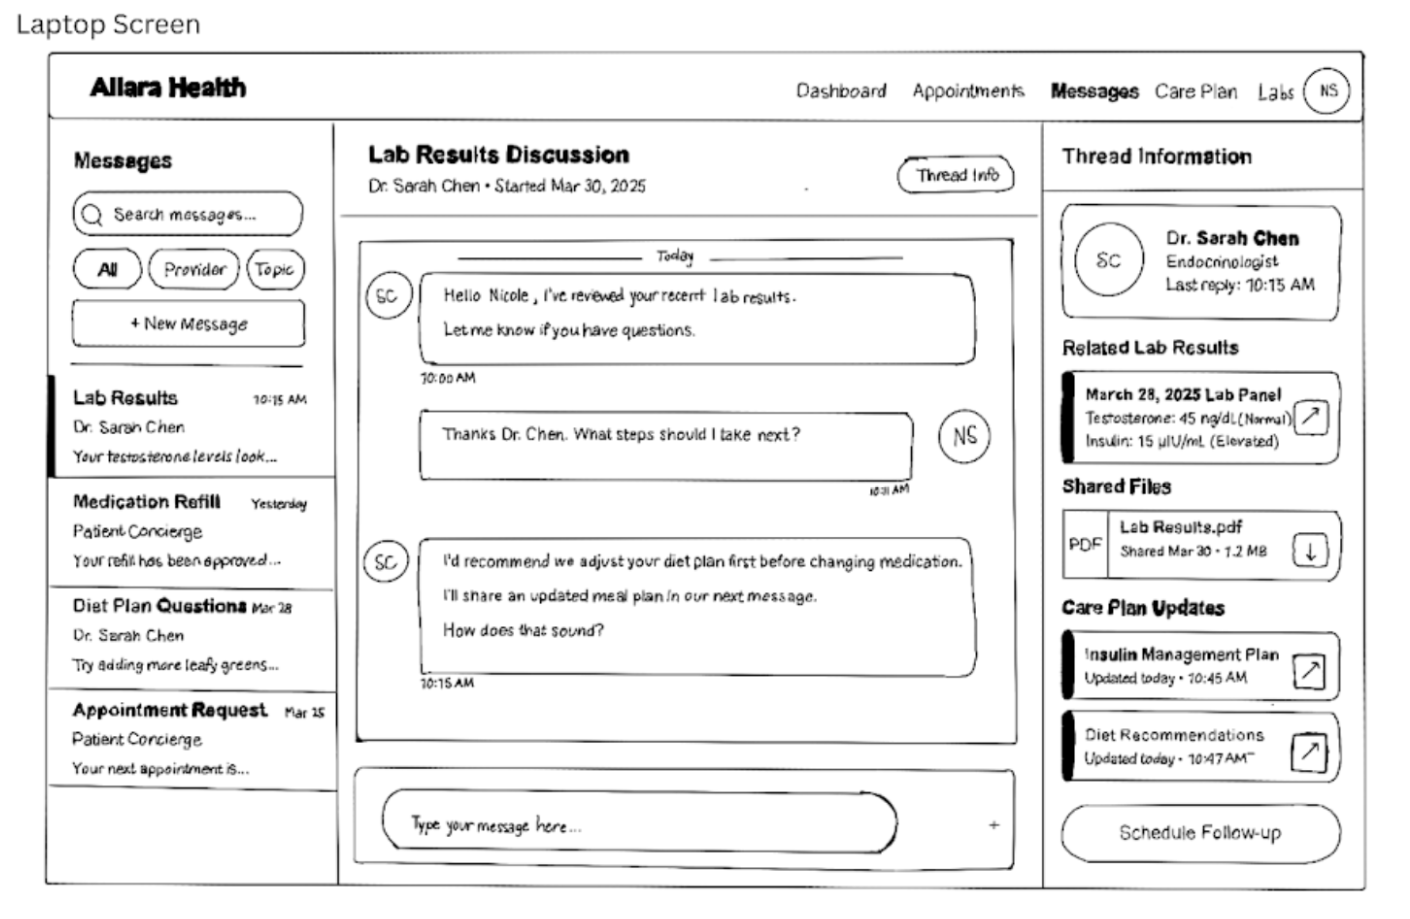 Laptop Screen
Allara Health
Dashboard Appointments Messages Care Plan Labs NS
Messages
Search messages...
All Provider Topic
+ New Message
Lab Results 10:15 AM
Dr. Sarah Chen
Your testosterone levels look...
Medication Refill Yesterday
Patient Concierge
Your refill has been approved...
Diet Plan Questions Mar 28
Dr. Sarah Chen
Try adding more leafy greens...
Appointment Request Mar 25
Patient Concierge
Your next appointment is...
Lab Results Discussion
Dr. Sarah Chen • Started Mar 30, 2025
Thread Info
Today
SC
Hello Nicole, I've reviewed your recent lab results.
Let me know if you have questions.
10:00 AM
Thanks Dr. Chen. What steps should I take next?
NS
AM
SC
I'd recommend we adjust your diet plan first before changing medication.
I'll share an updated meal plan in our next message.
How does that sound?
10:15 AM
Type your message here...
+
Thread Information
SC
Dr. Sarah Chen
Endocrinologist
Last reply: 10:15 AM
Related Lab Results
March 28, 2025 Lab Panel
Testosterone: 45 ng/dL (Normal)
Insulin: 15 µIU/mL (Elevated)
Shared Files
PDF
Lab Results.pdf
Shared Mar 30 • 1.2 MB
Care Plan Updates
Insulin Management Plan
Updated today • 10:45 AM
Diet Recommendations
Updated today • 10:47 AM
Schedule Follow-up